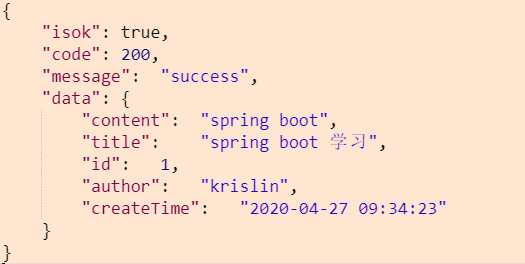 {
    "isok": true,
    "code": 200,
    "message":  "success",
    "data": {
        "content":  "spring boot",
        "title":    "spring boot 学习",
        "id":   1,
        "author":   "krislin",
        "createTime":   "2020-04-27 09:34:23"
    }
}